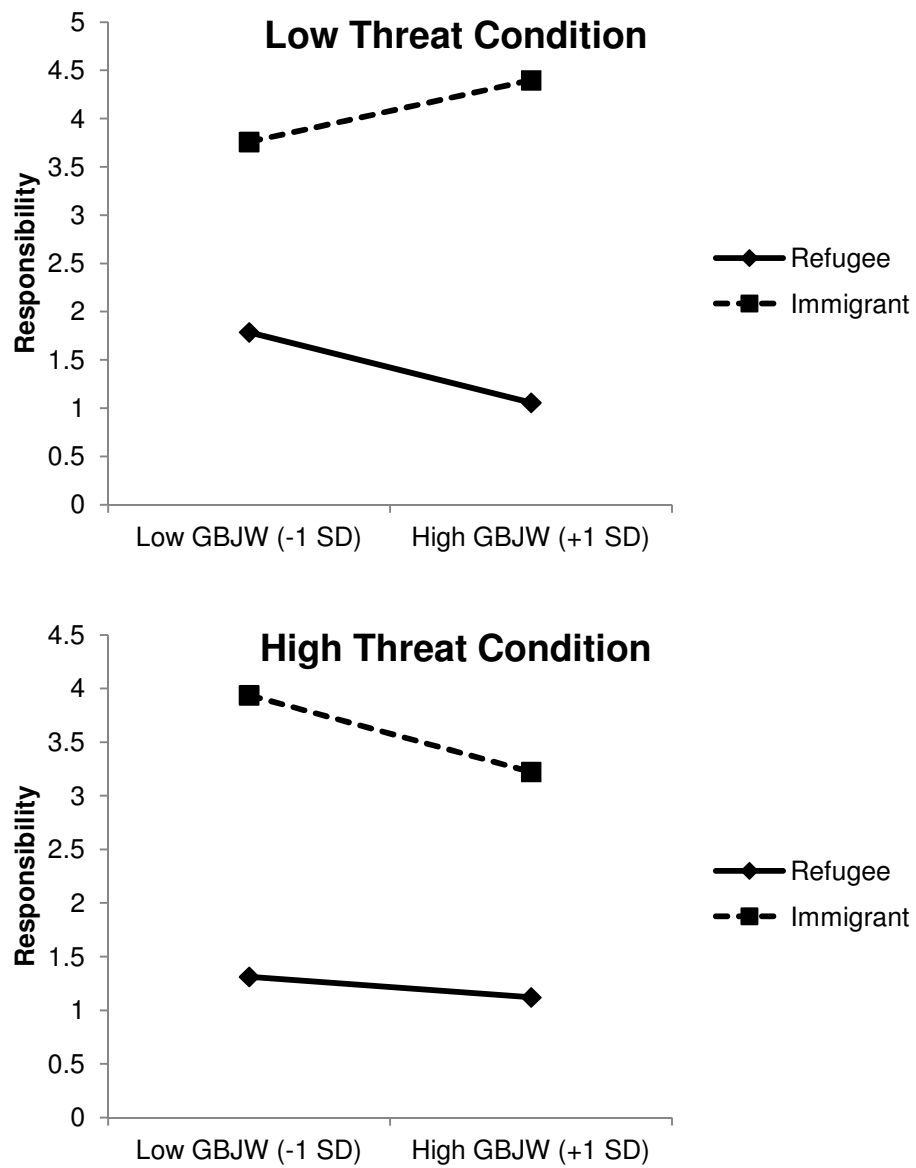 Low Threat Condition
5
4.5
4
3.5
3
2.5
2
1.5
1
0.5
0
Responsibility
Low GBJW (-1 SD)
High GBJW (+1 SD)
Refugee
Immigrant
High Threat Condition
4.5
4
3.5
3
2.5
2
1.5
1
0.5
0
Responsibility
Low GBJW (-1 SD)
High GBJW (+1 SD)
Refugee
Immigrant